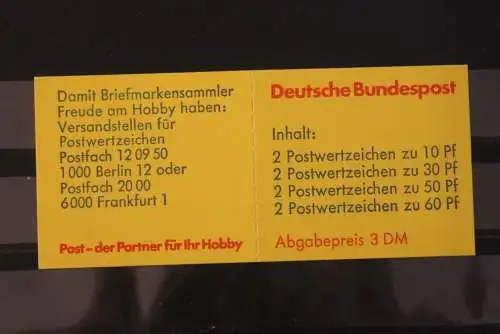 Damit Briefmarkensammler
Freude am Hobby haben:
Versandstellen für
Postwertzeichen
Postfach 12 09 50
1000 Berlin 12 oder
Postfach 20 00
6000 Frankfurt 1
Post – der Partner für Ihr Hobby
Deutsche Bundespost
Inhalt:
2 Postwertzeichen zu 10 Pf
2 Postwertzeichen zu 30 Pf
2 Postwertzeichen zu 50 Pf
2 Postwertzeichen zu 60 Pf
Abgabepreis 3 DM